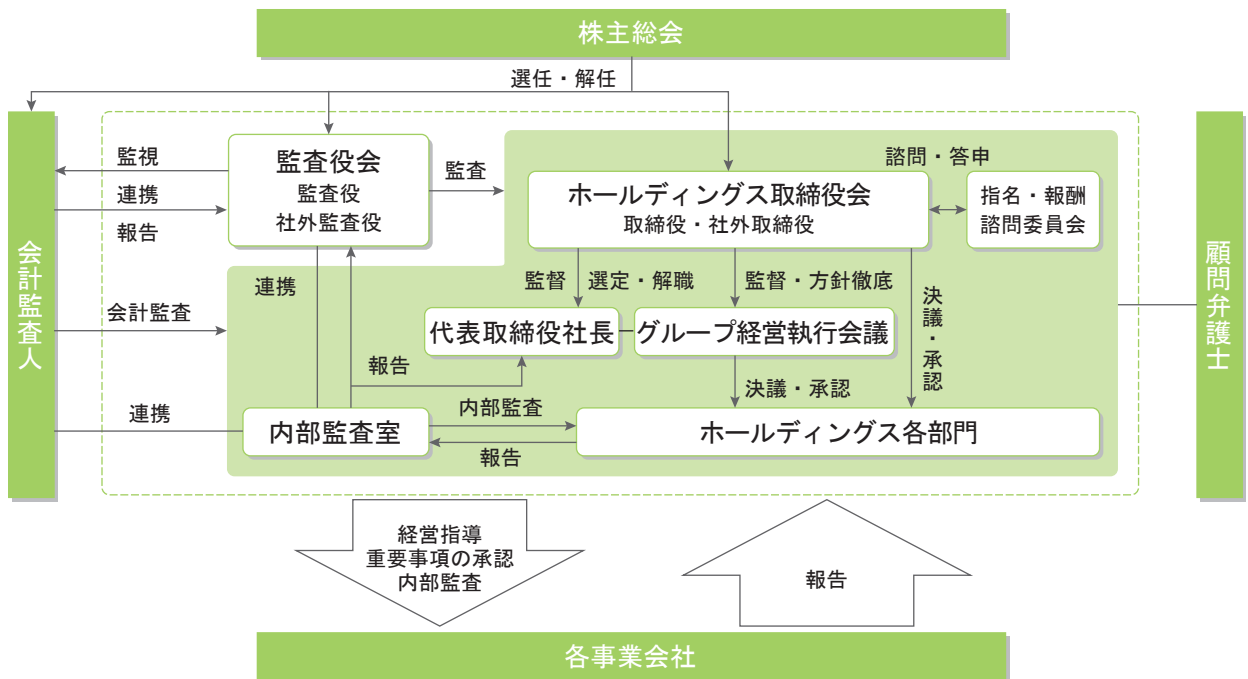 株主総会
選任・解任
監査役会
監査役
社外監査役
監視
連携
報告
監査
諮問・答申
ホールディングス取締役会
取締役・社外取締役
指名・報酬
諮問委員会
会計監査人
顧問弁護士
連携
監督
選定・解職
監督・方針徹底
決議・承認
会計監査
代表取締役社長
グループ経営執行会議
報告
決議・承認
連携
内部監査室
内部監査
報告
ホールディングス各部門
経営指導
重要事項の承認
内部監査
報告
各事業会社